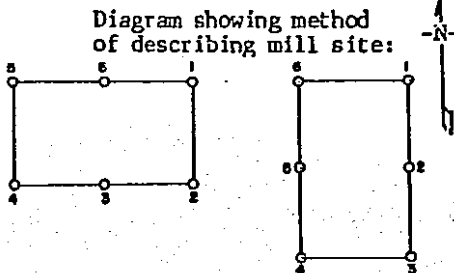 Diagram showing method
of describing mill site:
-N-
5 6 1
4 3 2
6 1
5 2
4 3